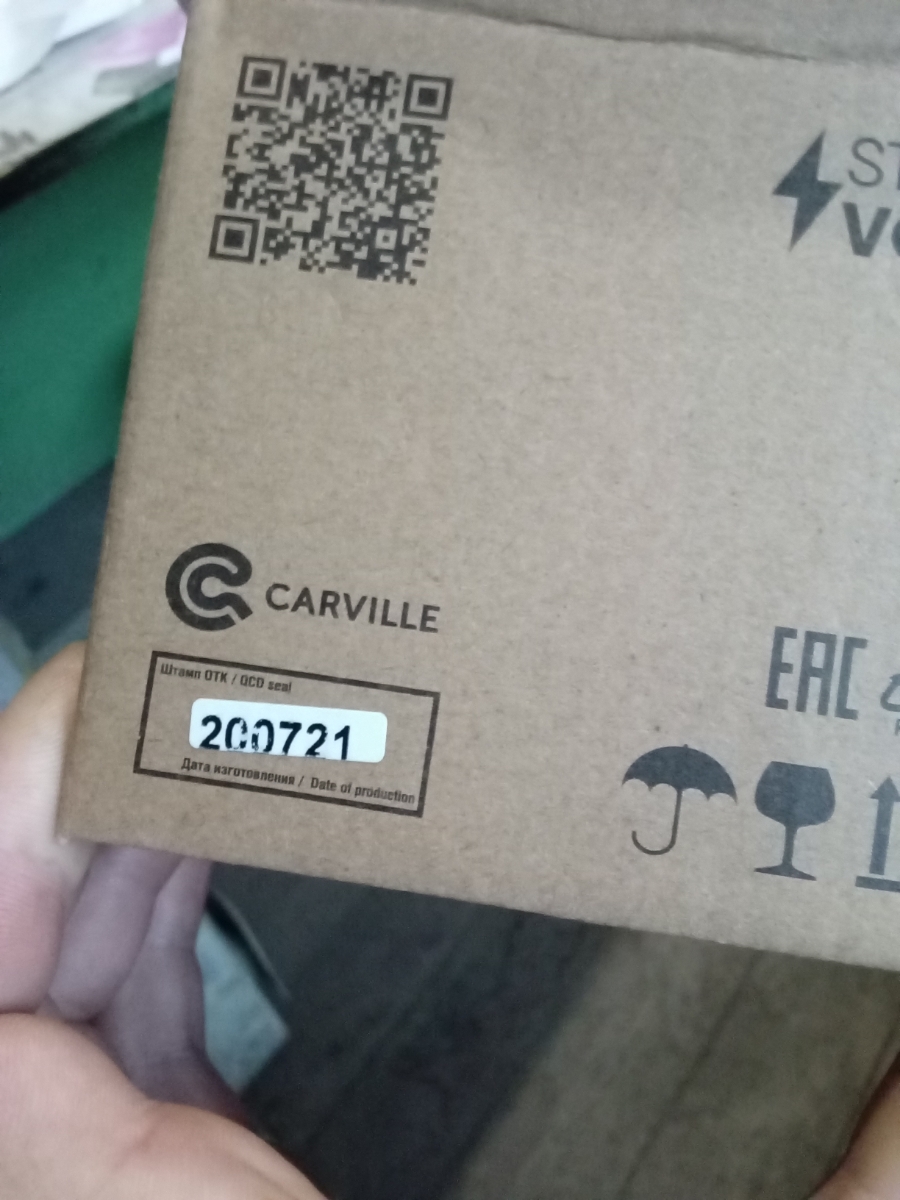 CARVILLE
Штамп ОТК / QCD seal
200721
Дата изготовления / Date of production
EAC